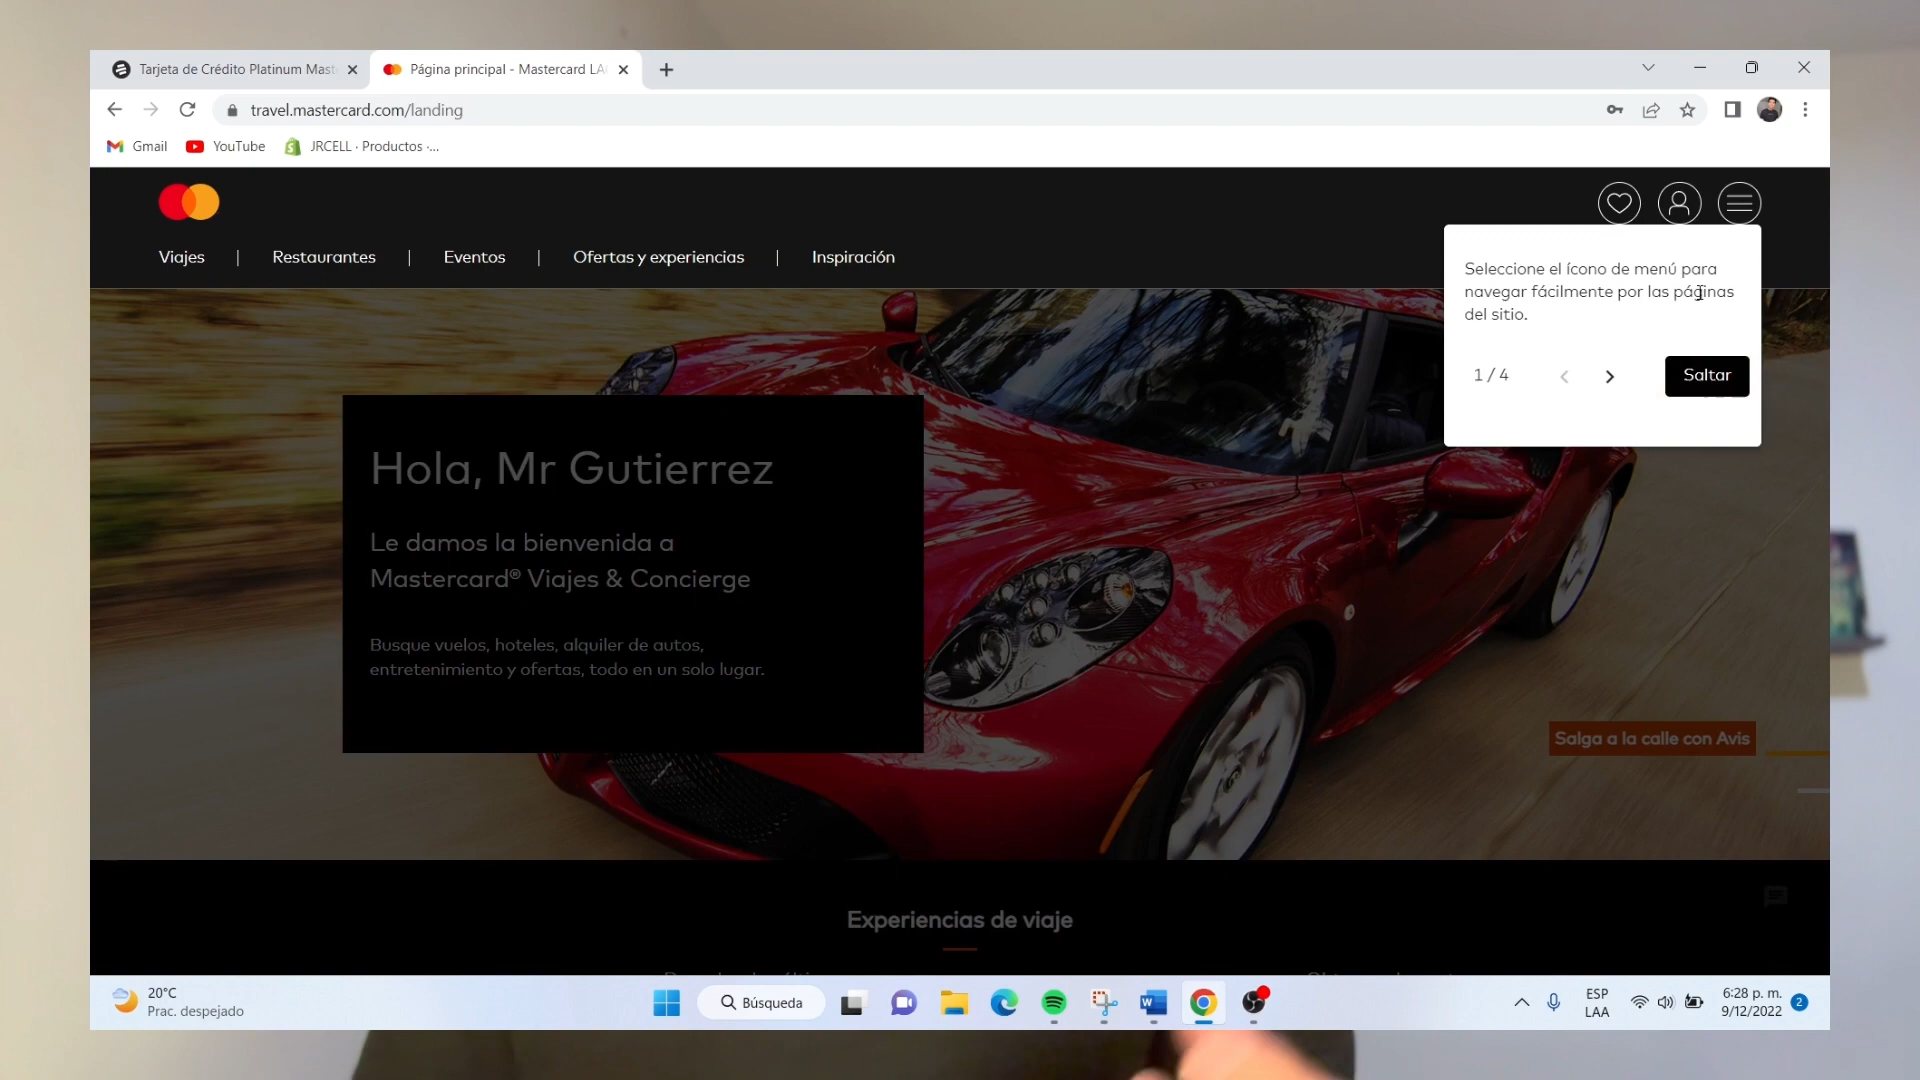 Tarjeta de Crédito Platinum Mast
Página principal - Mastercard LA
travel.mastercard.com/landing
Gmail
YouTube
JRCELL · Productos ·...
Viajes | Restaurantes | Eventos | Ofertas y experiencias | Inspiración
Seleccione el ícono de menú para
navegar fácilmente por las páginas
del sitio.
1 / 4
Saltar
Hola, Mr Gutierrez
Le damos la bienvenida a
Mastercard® Viajes & Concierge
Busque vuelos, hoteles, alquiler de autos,
entretenimiento y ofertas, todo en un solo lugar.
Salga a la calle con Avis
Experiencias de viaje
20°C
Prac. despejado
Búsqueda
ESP
LAA
6:28 p. m.
9/12/2022
2